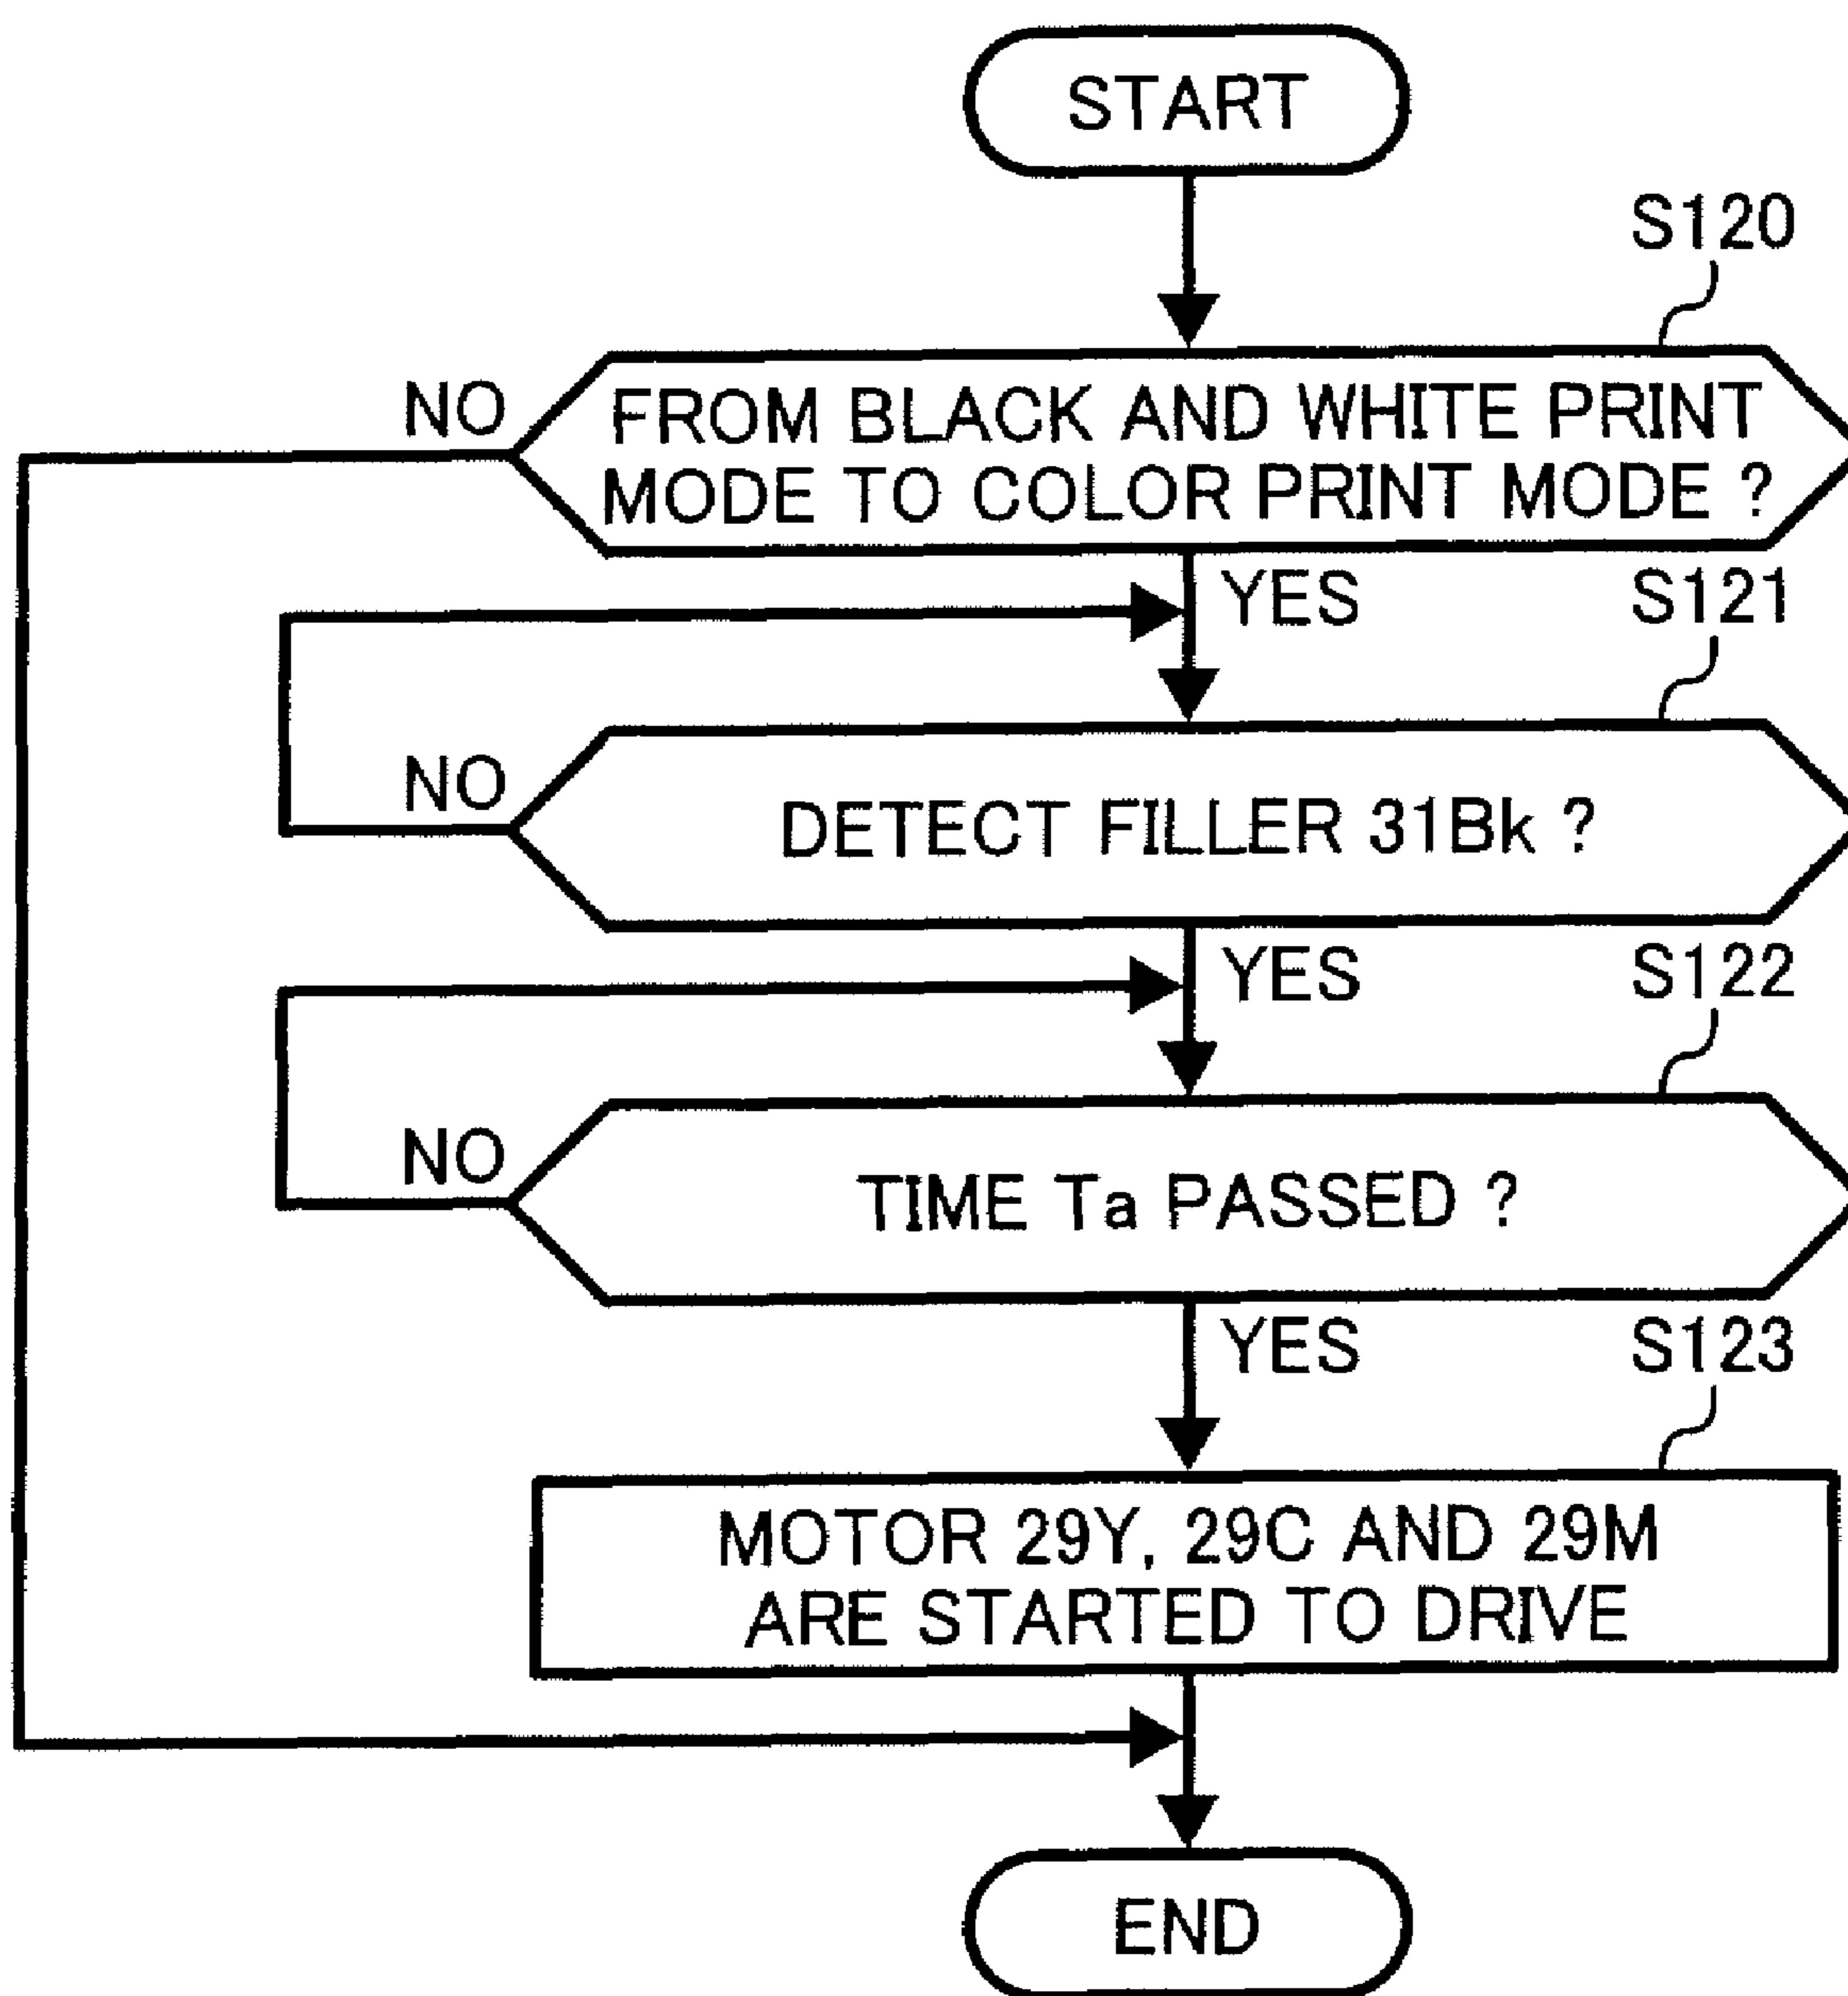 START
S120
NO
FROM BLACK AND WHITE PRINT
MODE TO COLOR PRINT MODE ?
YES
S121
NO
DETECT FILLER 31Bk ?
YES
S122
NO
TIME Ta PASSED ?
YES
S123
MOTOR 29Y, 29C AND 29M
ARE STARTED TO DRIVE
END